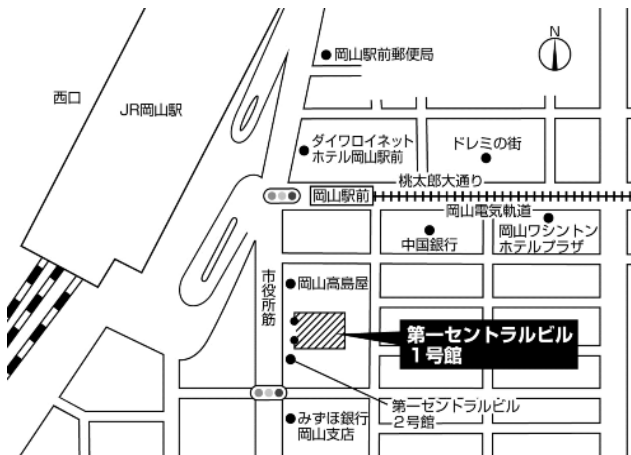 岡山駅前郵便局
N
西口
JR岡山駅
ダイワロイネット
ホテル岡山駅前
ドレミの街
桃太郎大通り
岡山駅前
岡山電気軌道
中国銀行
岡山ワシントン
ホテルプラザ
市役所筋
岡山高島屋
第一セントラルビル
1号館
第一セントラルビル
2号館
みずほ銀行
岡山支店